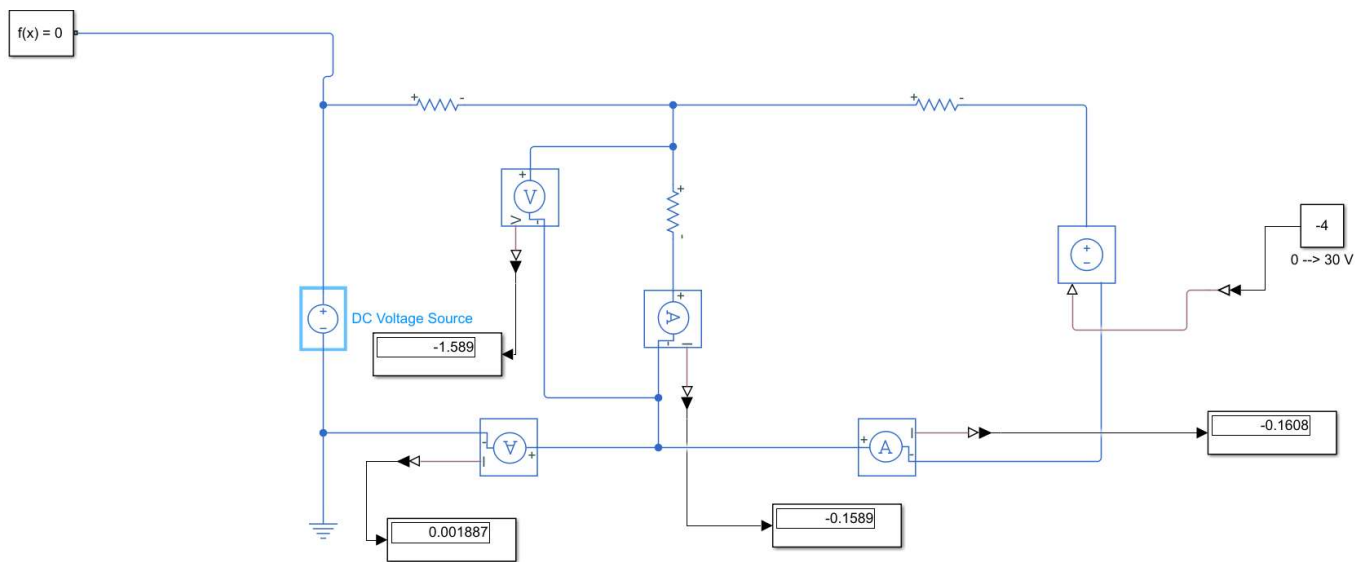 f(x) = 0
+
-
+
-
+
V
-
V
+
-
-4
0 --> 30 V
+
-
+
-
DC Voltage Source
-1.589
+
A
-
I
-
A
+
I
+
A
I
-
-0.1608
-0.1589
0.001887